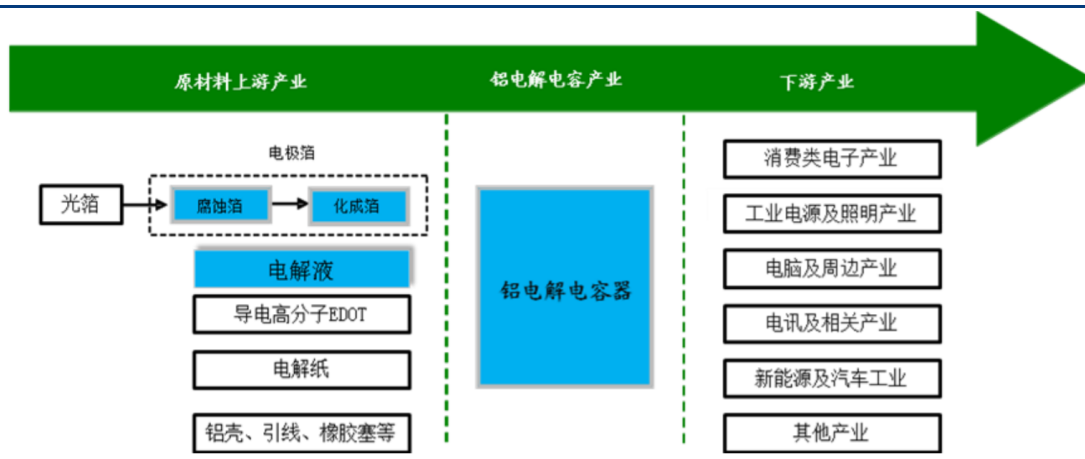 原材料上游产业
铝电解电容产业
下游产业
电极箔
光箔
腐蚀箔
化成箔
电解液
导电高分子EDOT
电解纸
铝壳、引线、橡胶塞等
铝电解电容器
消费类电子产业
工业电源及照明产业
电脑及周边产业
电讯及相关产业
新能源及汽车工业
其他产业